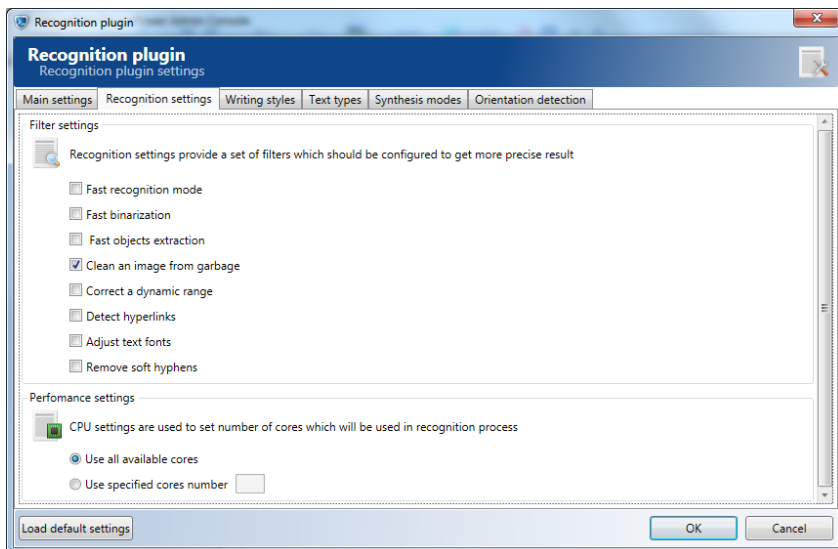 Recognition plugin
Recognition plugin
Recognition plugin settings
Main settings Recognition settings Writing styles Text types Synthesis modes Orientation detection
Filter settings
Recognition settings provide a set of filters which should be configured to get more precise result
Fast recognition mode
Fast binarization
Fast objects extraction
Clean an image from garbage
Correct a dynamic range
Detect hyperlinks
Adjust text fonts
Remove soft hyphens
Perfomance settings
CPU settings are used to set number of cores which will be used in recognition process
Use all available cores
Use specified cores number
Load default settings OK Cancel